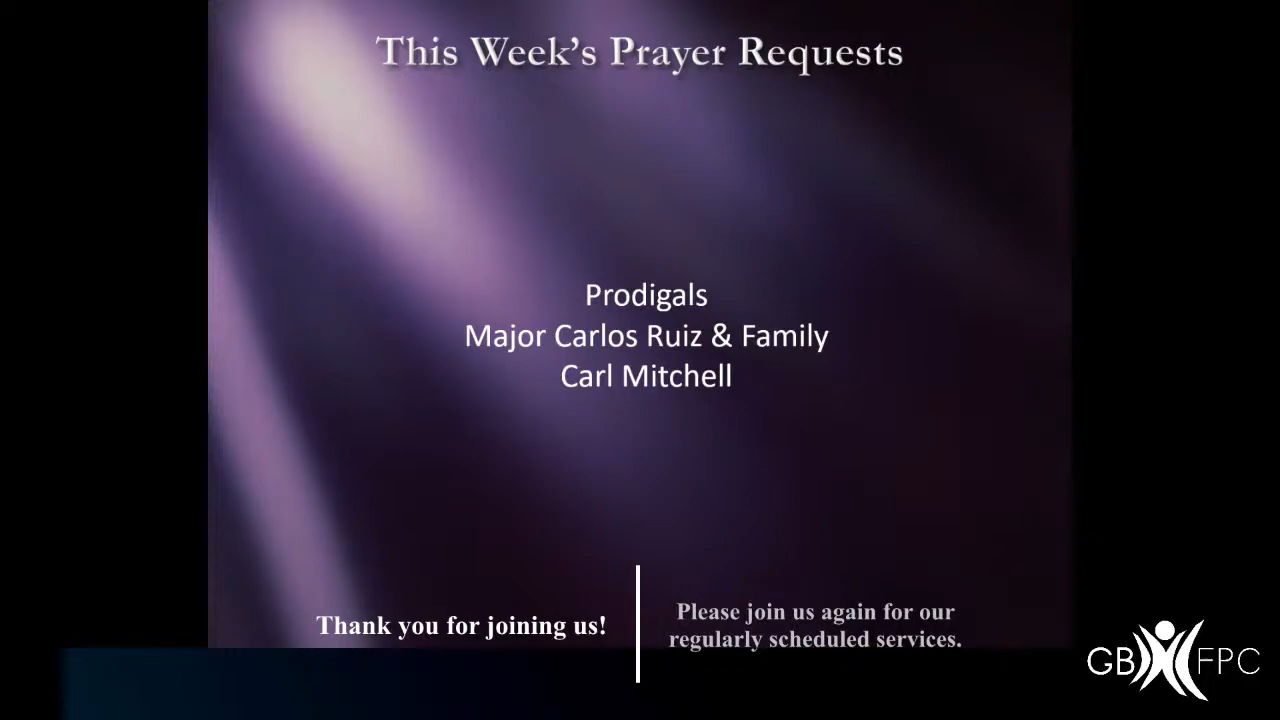 This Week's Prayer Requests
Prodigals
Major Carlos Ruiz & Family
Carl Mitchell
Thank you for joining us!
Please join us again for our
regularly scheduled services.
GB FPC